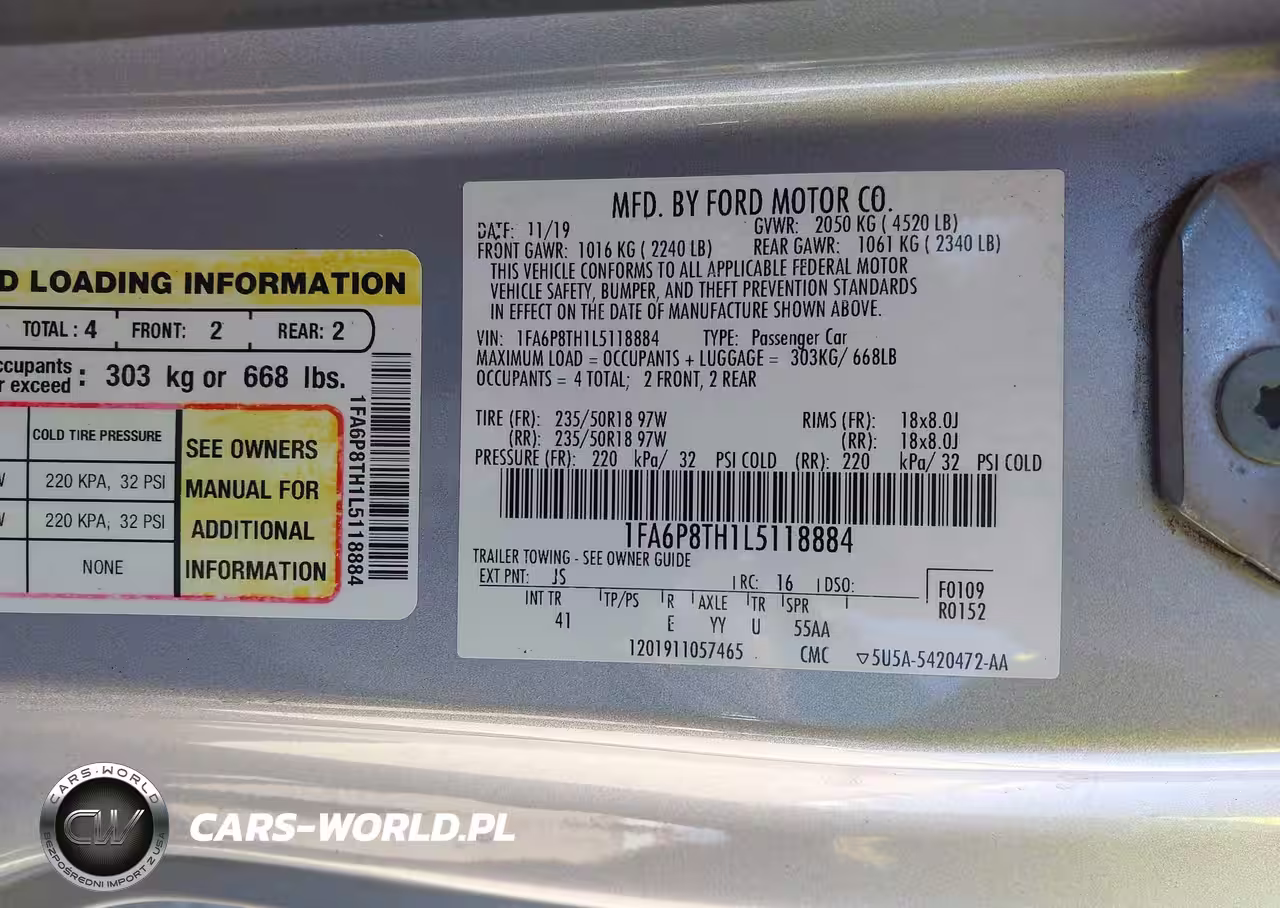 D LOADING INFORMATION
TOTAL : 4 FRONT: 2 REAR: 2
ccupants
r exceed : 303 kg or 668 lbs.
COLD TIRE PRESSURE
220 KPA, 32 PSI
220 KPA, 32 PSI
NONE
SEE OWNERS
MANUAL FOR
ADDITIONAL
INFORMATION
1FA6P8TH1L5118884
MFD. BY FORD MOTOR CO.
DATE: 11/19 GVWR: 2050 KG ( 4520 LB)
FRONT GAWR: 1016 KG ( 2240 LB) REAR GAWR: 1061 KG ( 2340 LB)
THIS VEHICLE CONFORMS TO ALL APPLICABLE FEDERAL MOTOR
VEHICLE SAFETY, BUMPER, AND THEFT PREVENTION STANDARDS
IN EFFECT ON THE DATE OF MANUFACTURE SHOWN ABOVE.
VIN: 1FA6P8TH1L5118884 TYPE: Passenger Car
MAXIMUM LOAD = OCCUPANTS + LUGGAGE = 303KG/ 668LB
OCCUPANTS = 4 TOTAL; 2 FRONT, 2 REAR
TIRE (FR): 235/50R18 97W RIMS (FR): 18x8.0J
(RR): 235/50R18 97W (RR): 18x8.0J
PRESSURE (FR): 220 kPa/ 32 PSI COLD (RR): 220 kPa/ 32 PSI COLD
1FA6P8TH1L5118884
TRAILER TOWING - SEE OWNER GUIDE
EXT PNT: JS RC: 16 DSO: F0109
INT TR TP/PS R AXLE TR SPR R0152
41 E YY U 55AA
1201911057465 CMC ▽5U5A-5420472-AA
CARS-WORLD
CW
BEZPOŚREDNI IMPORT Z USA
CARS-WORLD.PL